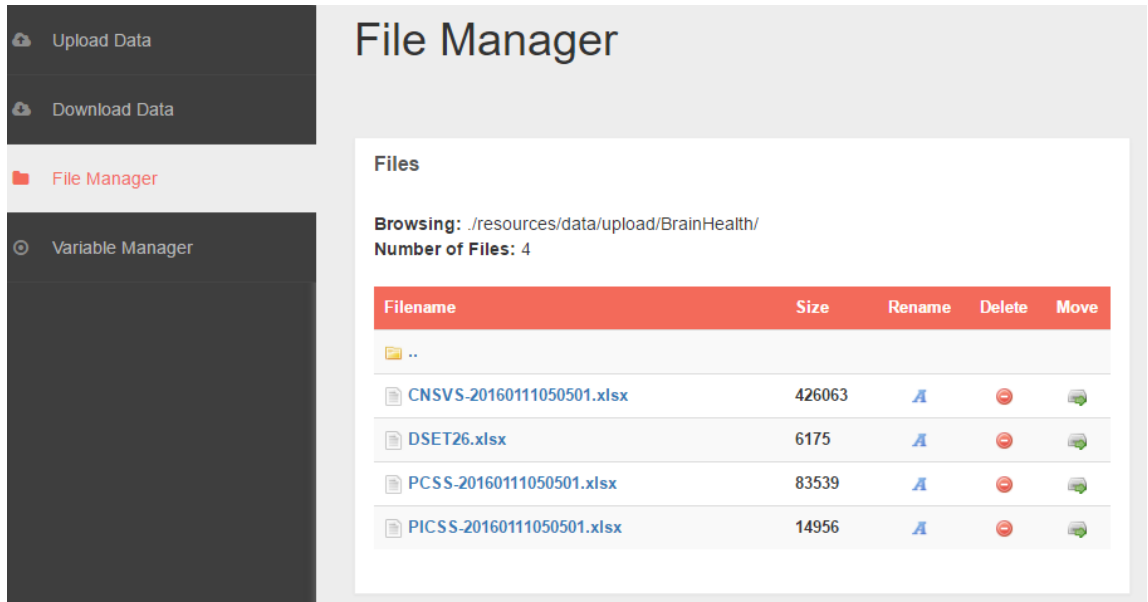 Upload Data
Download Data
File Manager
Variable Manager
File Manager
Files
Browsing: ./resources/data/upload/BrainHealth/
Number of Files: 4
Filename Size Rename Delete Move
..
CNSVS-20160111050501.xlsx 426063 A
DSET26.xlsx 6175 A
PCSS-20160111050501.xlsx 83539 A
PICSS-20160111050501.xlsx 14956 A